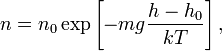 n = n_0 \exp\left[-mg\frac{h - h_0}{kT}\right],